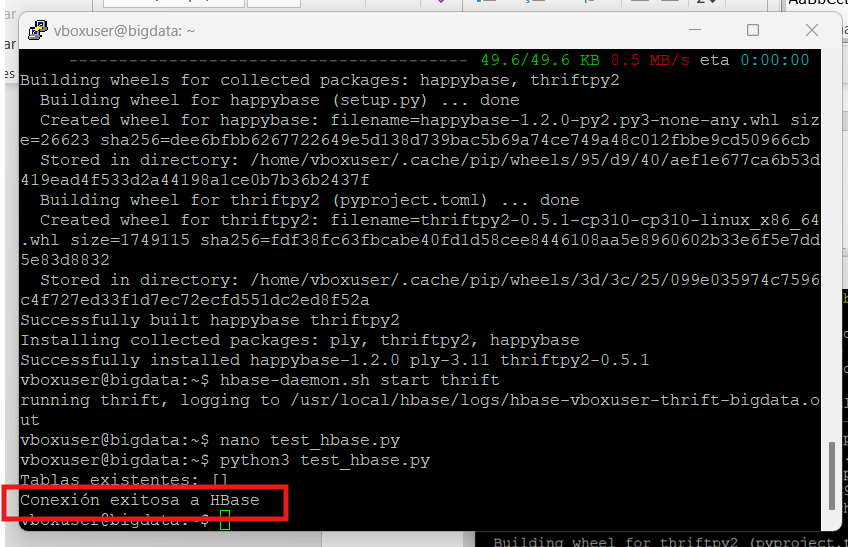 vboxuser@bigdata: ~
---------------------------------------- 49.6/49.6 KB 8.5 MB/s eta 0:00:00
Building wheels for collected packages: happybase, thriftpy2
  Building wheel for happybase (setup.py) ... done
  Created wheel for happybase: filename=happybase-1.2.0-py2.py3-none-any.whl siz
e=26623 sha256=dee6bfbb6267722649e5d138d739bac5b69a74ce749a48c012fbbe9cd50966cb
  Stored in directory: /home/vboxuser/.cache/pip/wheels/95/d9/40/aef1e677ca6b53d
419ead4f533d2a44198a1ce0b7b36b2437f
  Building wheel for thriftpy2 (pyproject.toml) ... done
  Created wheel for thriftpy2: filename=thriftpy2-0.5.1-cp310-cp310-linux_x86_64
.whl size=1749115 sha256=fdf38fc63fbcabe40fd1d58cee8446108aa5e8960602b33e6f5e7dd
5e83d8832
  Stored in directory: /home/vboxuser/.cache/pip/wheels/3d/3c/25/099e035974c7596
c4f727ed33f1d7ec72ecfd551dc2ed8f52a
Successfully built happybase thriftpy2
Installing collected packages: ply, thriftpy2, happybase
Successfully installed happybase-1.2.0 ply-3.11 thriftpy2-0.5.1
vboxuser@bigdata:~$ hbase-daemon.sh start thrift
running thrift, logging to /usr/local/hbase/logs/hbase-vboxuser-thrift-bigdata.o
ut
vboxuser@bigdata:~$ nano test_hbase.py
vboxuser@bigdata:~$ python3 test_hbase.py
Tablas existentes: []
Conexión exitosa a HBase
vboxuser@bigdata:~$
Building wheel for thriftpy2 (pyproject.t